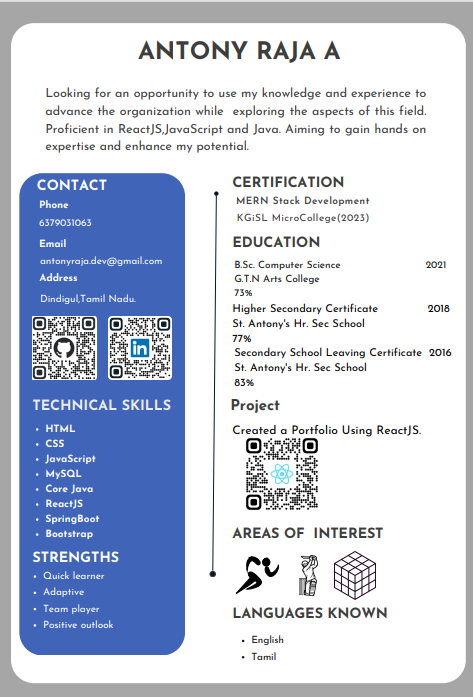 ANTONY RAJA A
Looking for an opportunity to use my knowledge and experience to
advance the organization while exploring the aspects of this field.
Proficient in ReactJS,JavaScript and Java. Aiming to gain hands on
expertise and enhance my potential.
CONTACT
Phone
6379031063
Email
antonyraja.dev@gmail.com
Address
Dindigul,Tamil Nadu.
in
TECHNICAL SKILLS
• HTML
• CSS
• JavaScript
• MySQL
• Core Java
• ReactJS
• SpringBoot
• Bootstrap
STRENGTHS
• Quick learner
• Adaptive
• Team player
• Positive outlook
CERTIFICATION
MERN Stack Development
KGiSL MicroCollege(2023)
EDUCATION
B.Sc. Computer Science 2021
G.T.N Arts College
73%
Higher Secondary Certificate 2018
St. Antony's Hr. Sec School
77%
Secondary School Leaving Certificate 2016
St. Antony's Hr. Sec School
83%
Project
Created a Portfolio Using ReactJS.
AREAS OF INTEREST
LANGUAGES KNOWN
• English
• Tamil